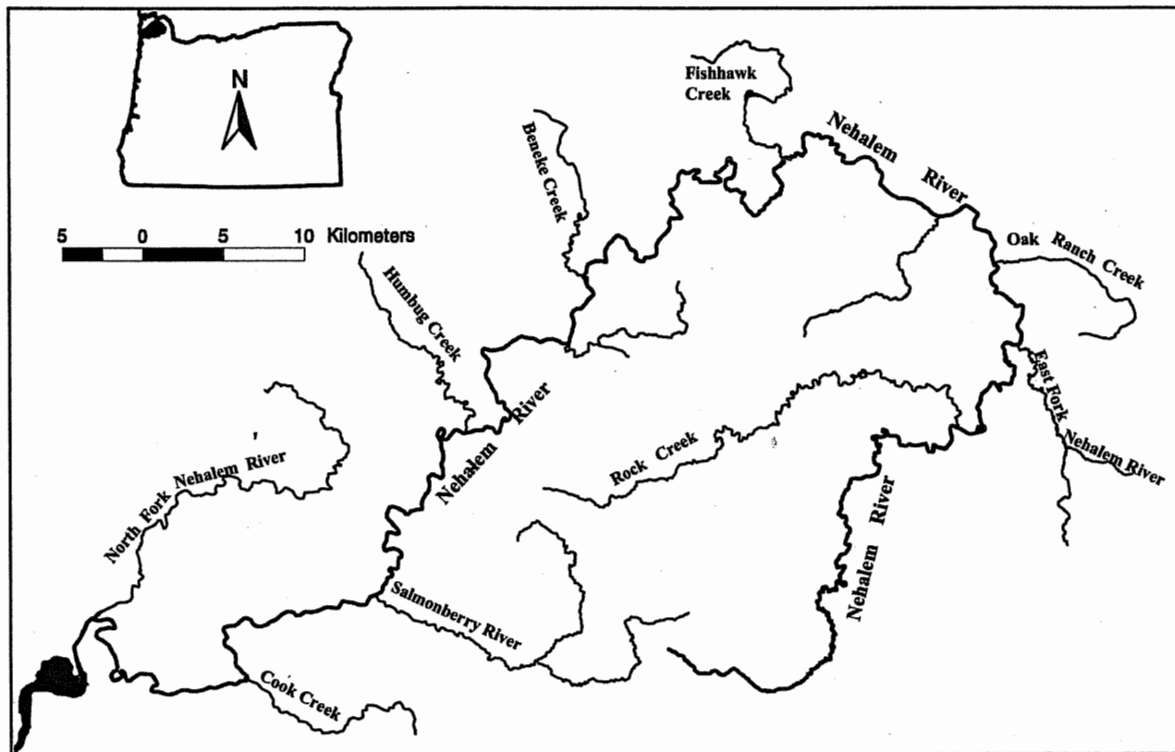 N
5 0 5 10 Kilometers
Fishhawk
Creek
Nehalem River
Beneke Creek
Oak Ranch Creek
Humbug Creek
East Fork
Nehalem River
Nehalem River
Rock Creek
North Fork Nehalem River
Nehalem River
Salmonberry River
Cook Creek